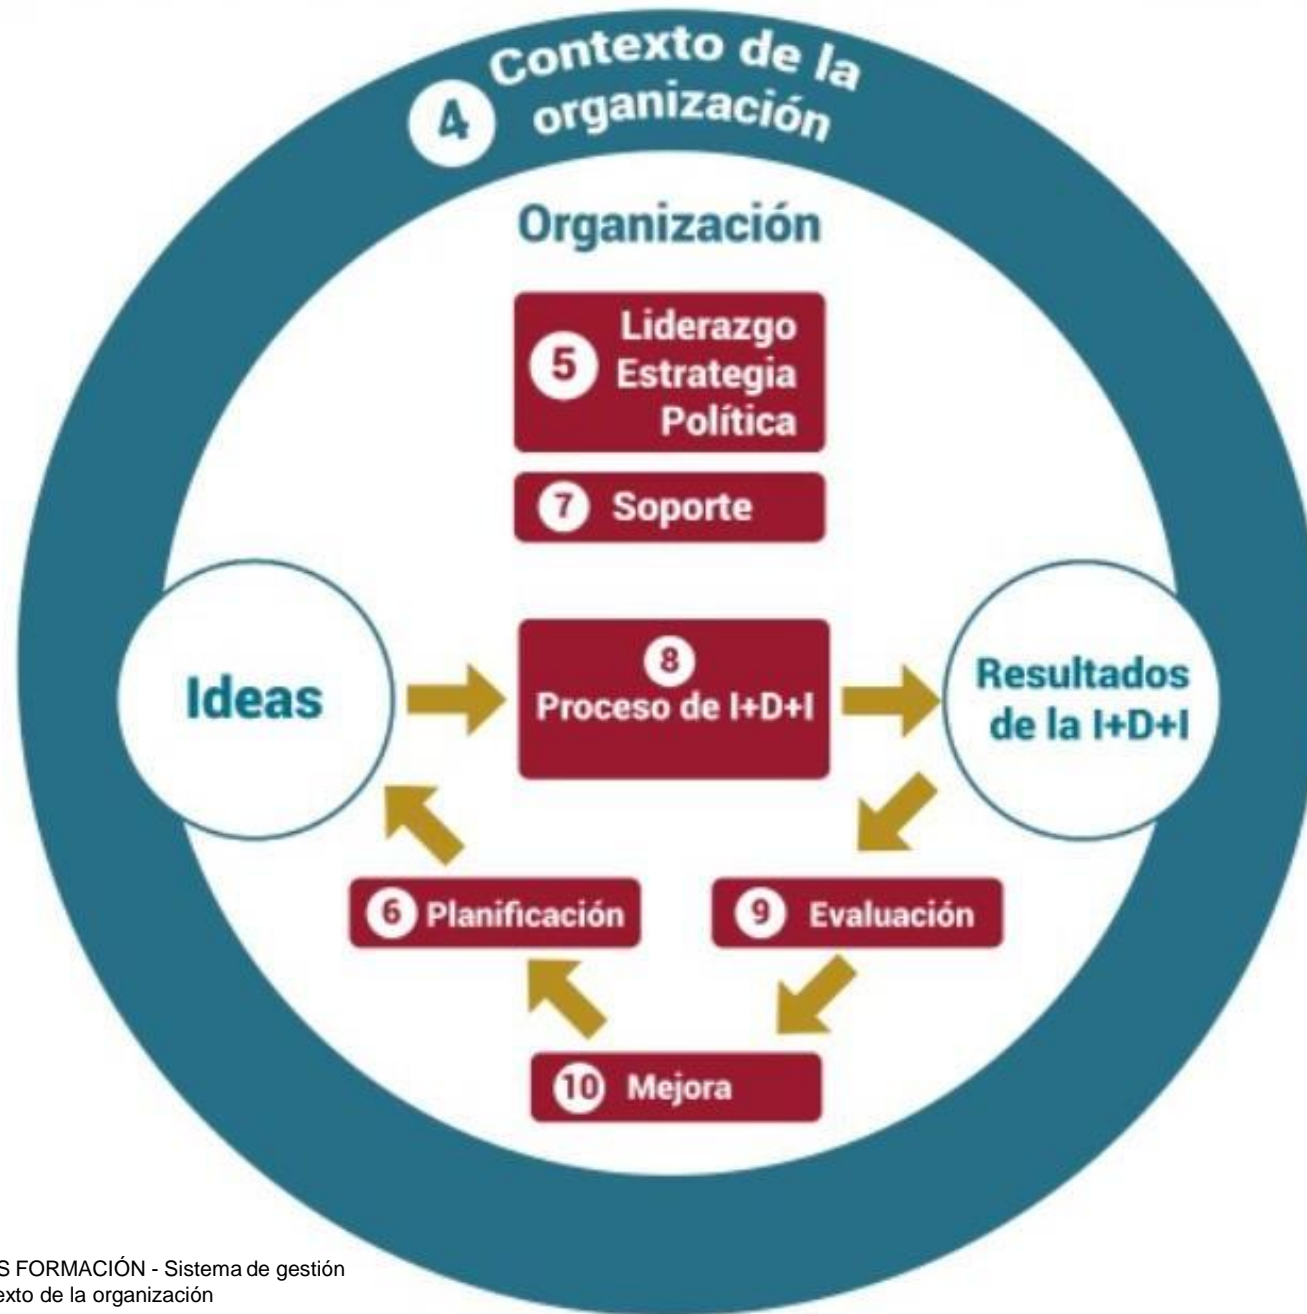 4 Contexto de la
organización
Organización
5 Liderazgo
Estrategia
Política
7 Soporte
Ideas
8
Proceso de I+D+I
Resultados
de la I+D+I
6 Planificación
9 Evaluación
10 Mejora
FORMACIÓN - Sistema de gestión
de la organización